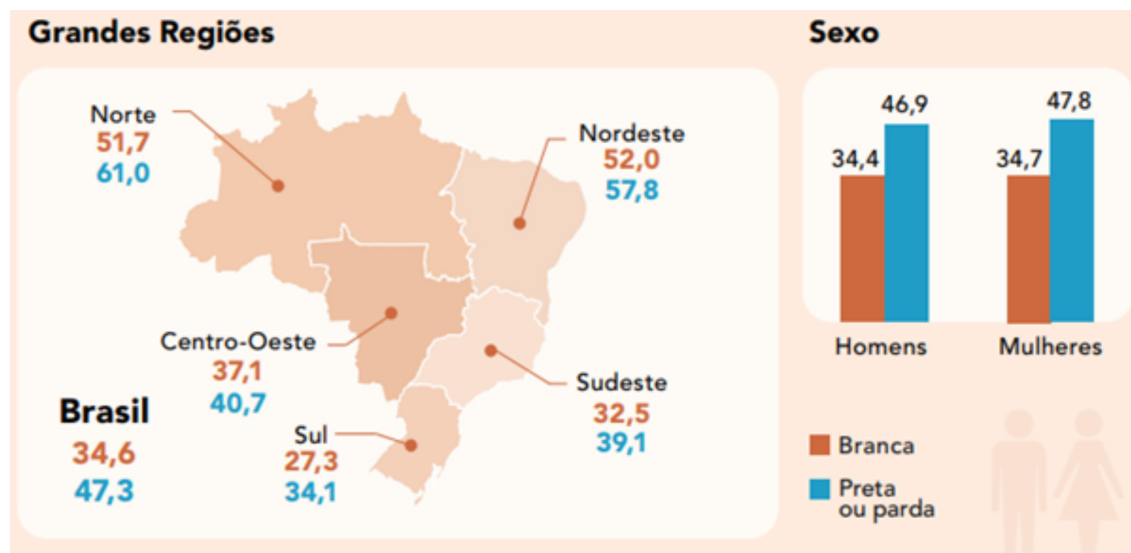 Grandes Regiões
Norte
51,7
61,0
Nordeste
52,0
57,8
Centro-Oeste
37,1
40,7
Sudeste
32,5
39,1
Sul
27,3
34,1
Brasil
34,6
47,3
Sexo
34,4
46,9
34,7
47,8
Homens
Mulheres
Branca
Preta
ou parda